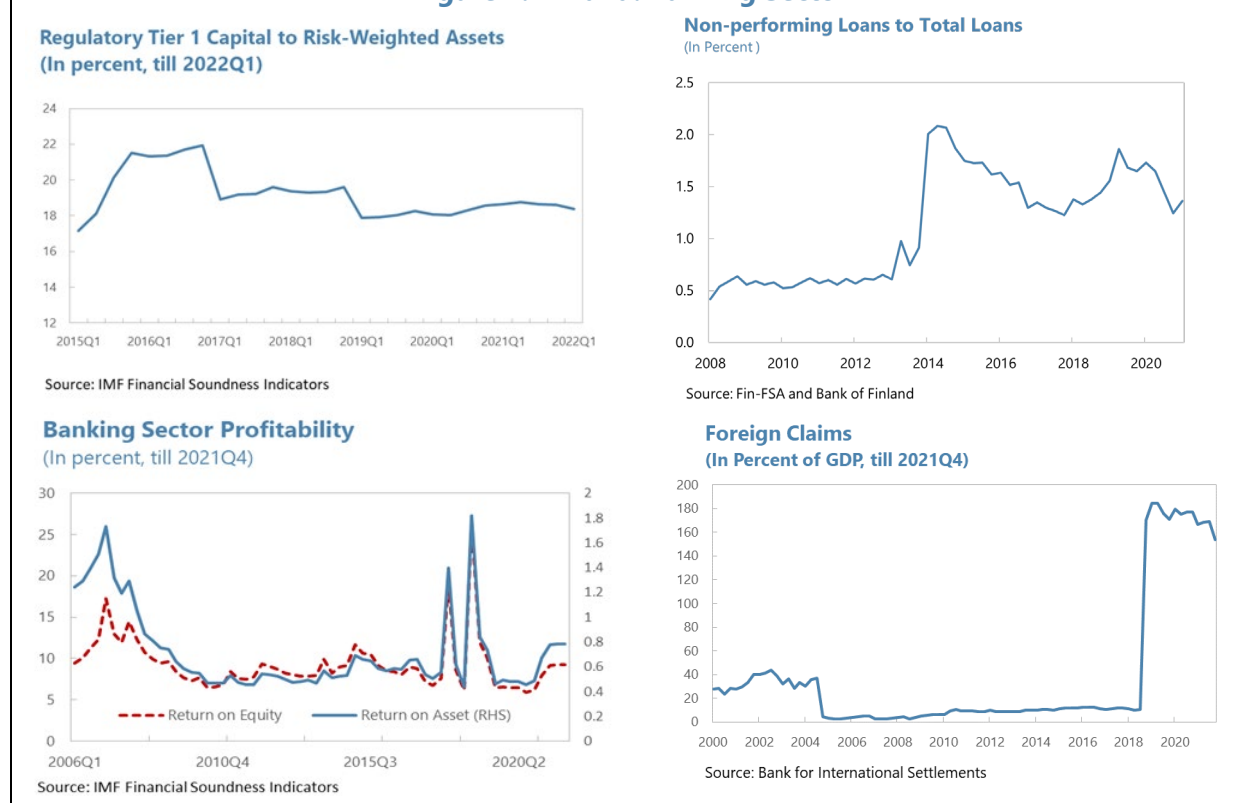 Regulatory Tier 1 Capital to Risk-Weighted Assets
(In percent, till 2022Q1)
24
22
20
18
16
14
12
2015Q1 2016Q1 2017Q1 2018Q1 2019Q1 2020Q1 2021Q1 2022Q1
Source: IMF Financial Soundness Indicators
Non-performing Loans to Total Loans
(In Percent )
2.5
2.0
1.5
1.0
0.5
0.0
2008 2010 2012 2014 2016 2018 2020
Source: Fin-FSA and Bank of Finland
Banking Sector Profitability
(In percent, till 2021Q4)
30 2
25 1.8
20 1.6
15 1.4
10 1.2
5 1
0 0.8
0.6
0.4
0.2
0
Return on Equity Return on Asset (RHS)
2006Q1 2010Q4 2015Q3 2020Q2
Source: IMF Financial Soundness Indicators
Foreign Claims
(In Percent of GDP, till 2021Q4)
200
180
160
140
120
100
80
60
40
20
0
2000 2002 2004 2006 2008 2010 2012 2014 2016 2018 2020
Source: Bank for International Settlements